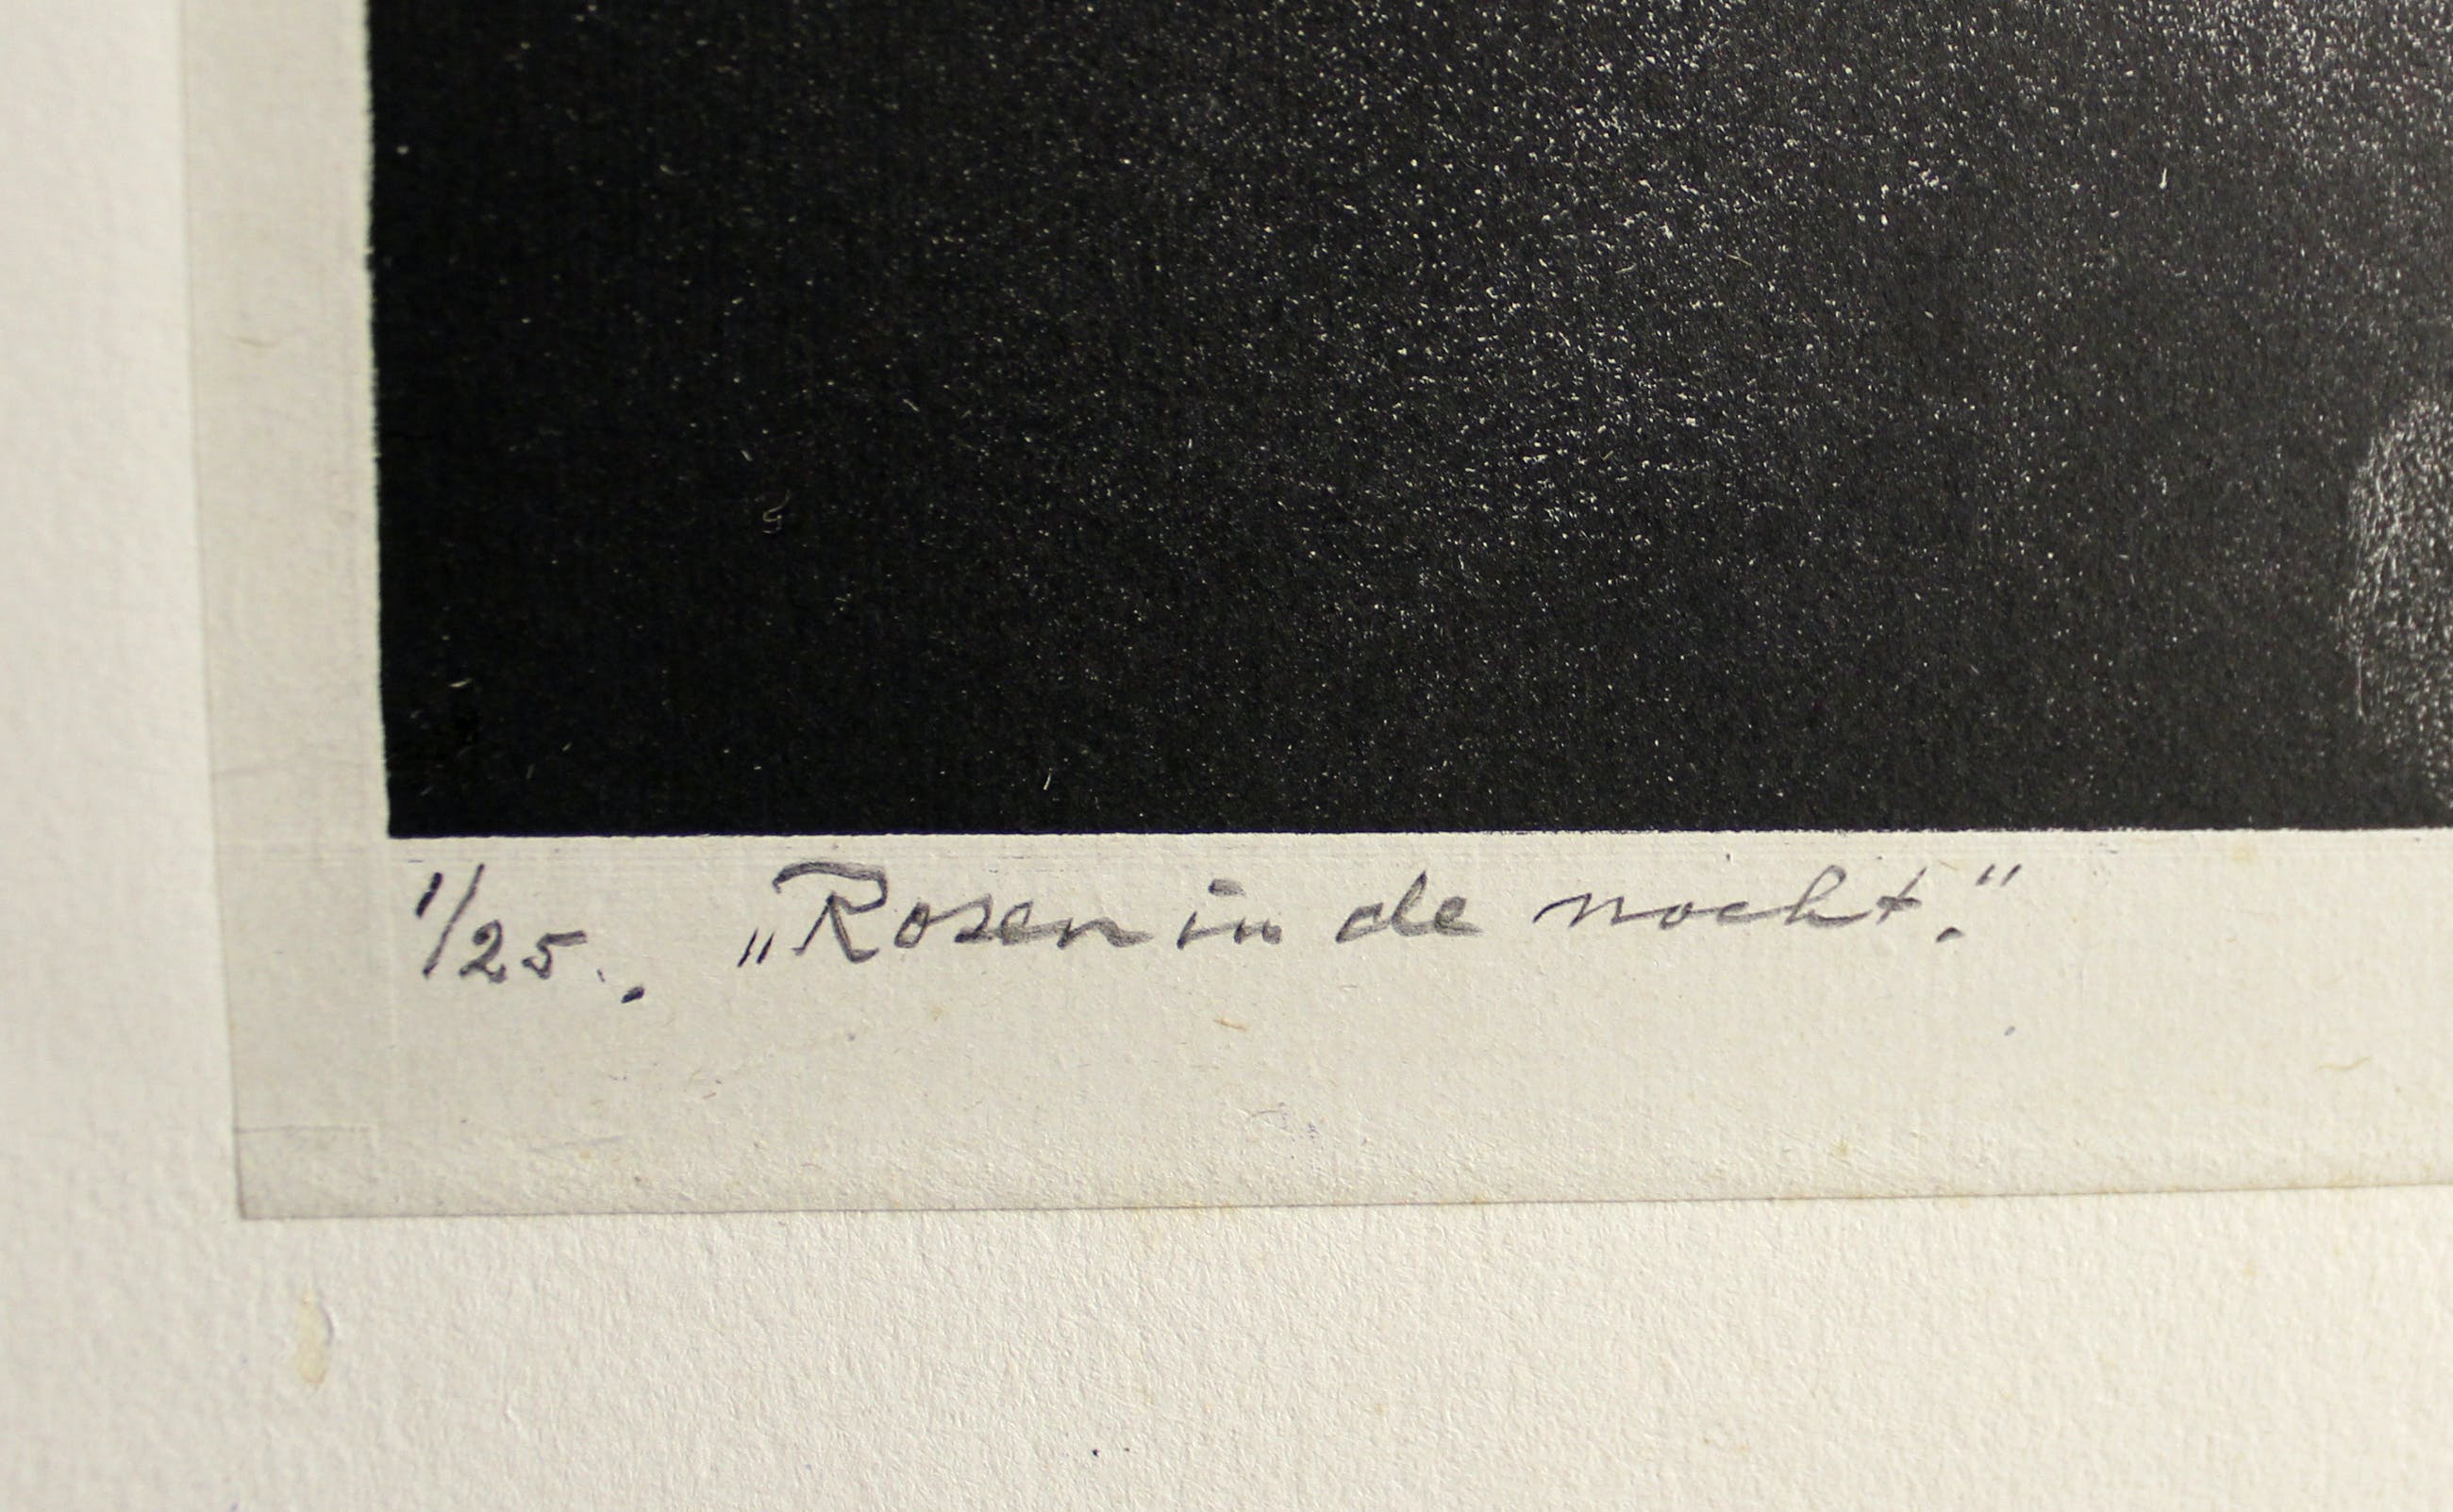 1/25., „Rosen in de nacht."